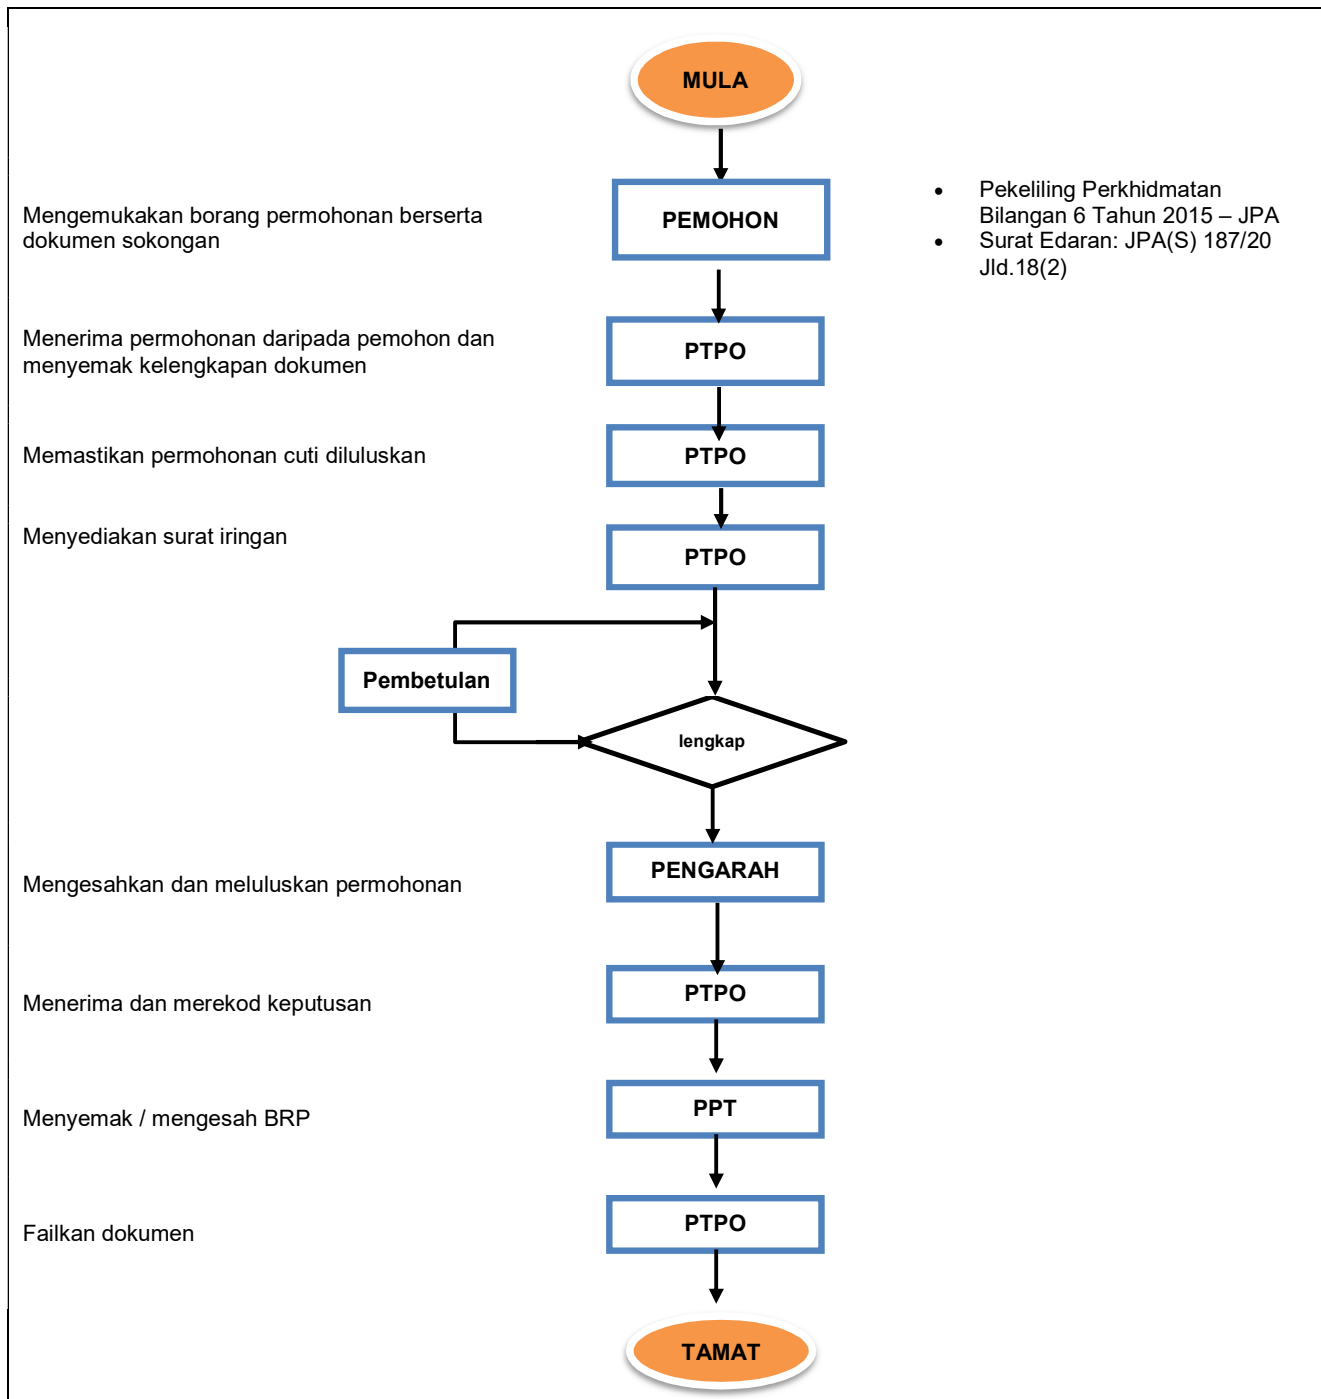 MULA
Mengemukakan borang permohonan berserta
dokumen sokongan
PEMOHON
• Pekeliling Perkhidmatan
Bilangan 6 Tahun 2015 – JPA
• Surat Edaran: JPA(S) 187/20
Jld.18(2)
Menerima permohonan daripada pemohon dan
menyemak kelengkapan dokumen
PTPO
Memastikan permohonan cuti diluluskan
PTPO
Menyediakan surat iringan
PTPO
Pembetulan
lengkap
Mengesahkan dan meluluskan permohonan
PENGARAH
Menerima dan merekod keputusan
PTPO
Menyemak / mengesah BRP
PPT
Failkan dokumen
PTPO
TAMAT